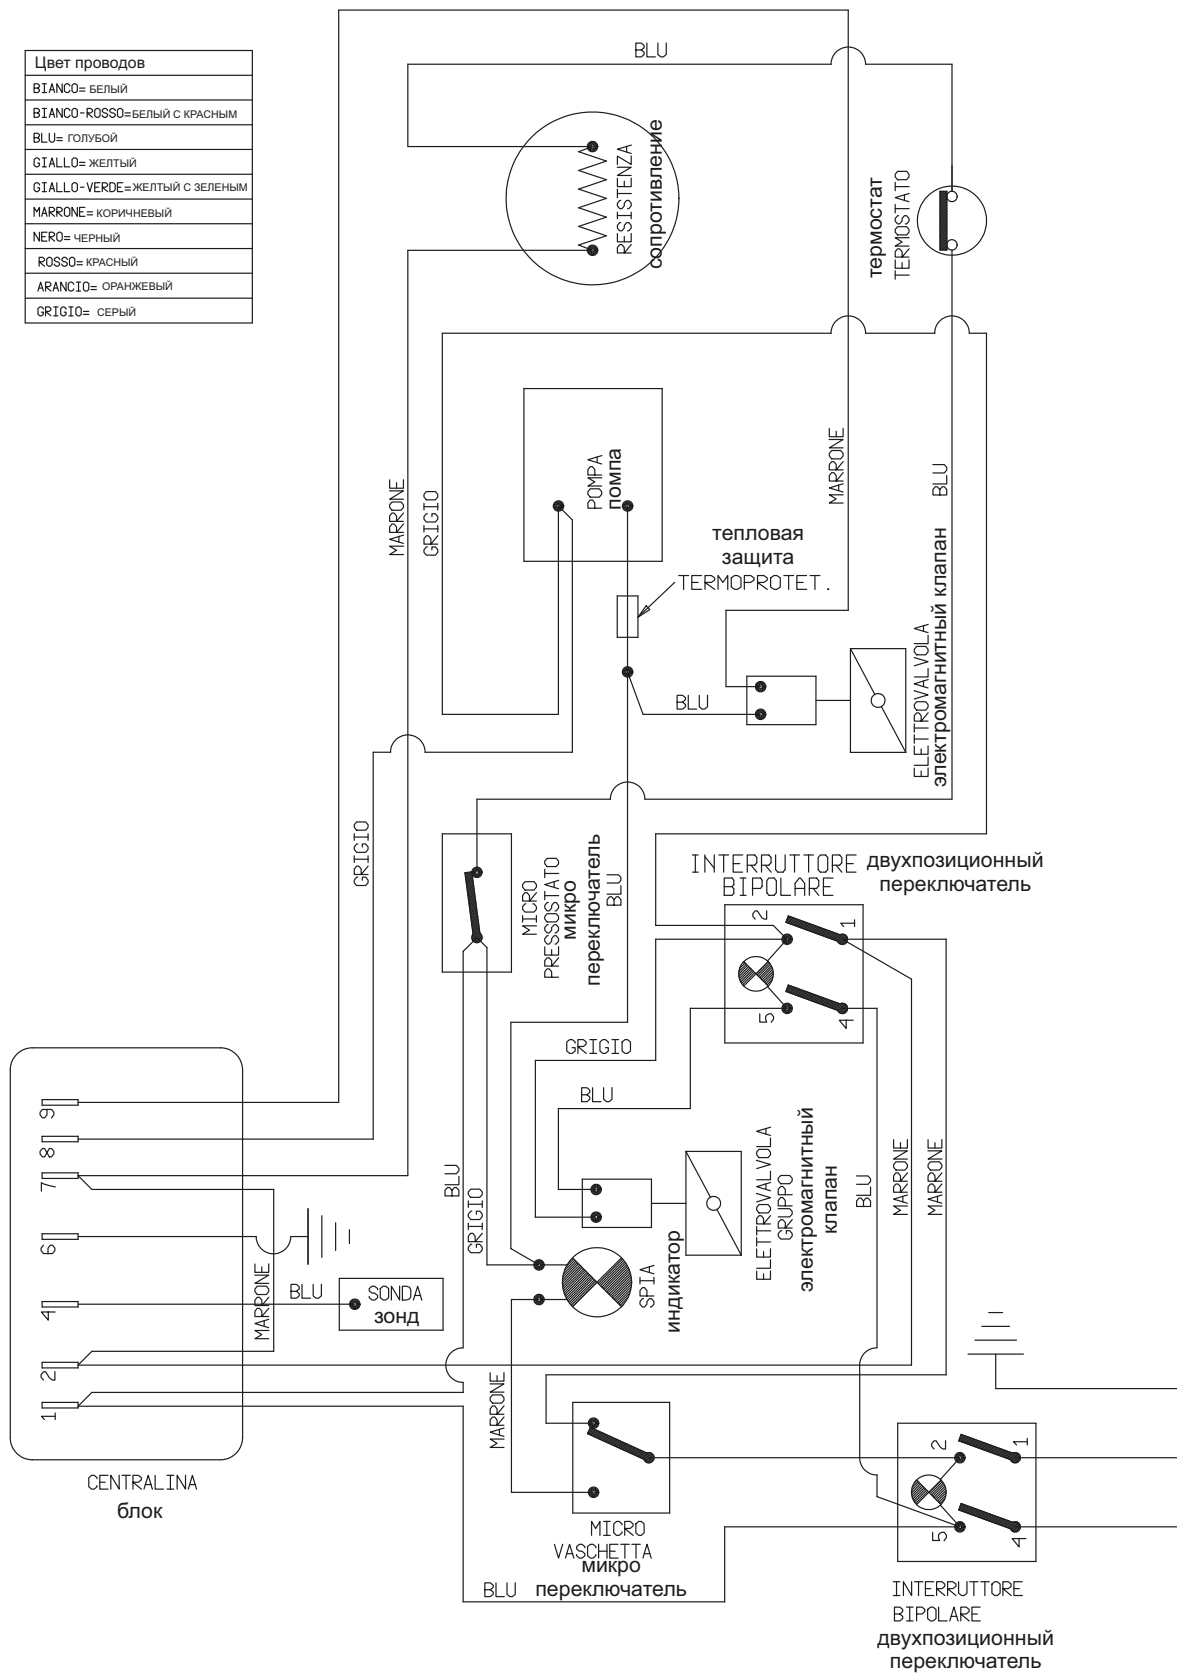 Цвет проводов
BIANCO= БЕЛЫЙ
BIANCO-ROSSO=БЕЛЫЙ С КРАСНЫМ
BLU= ГОЛУБОЙ
GIALLO= ЖЕЛТЫЙ
GIALLO-VERDE=ЖЕЛТЫЙ С ЗЕЛЕНЫМ
MARRONE= КОРИЧНЕВЫЙ
NERO= ЧЕРНЫЙ
ROSSO= КРАСНЫЙ
ARANCIO= ОРАНЖЕВЫЙ
GRIGIO= СЕРЫЙ
BLU
RESISTENZA
сопротивление
термостат
TERMOSTATO
MARRONE
GRIGIO
POMPA
помпа
MARRONE
BLU
тепловая
защита
TERMOPROTET.
BLU
ELETTROVALVOLA
электромагнитный клапан
GRIGIO
MICRO
PRESSOSTATO
микро
переключатель
BLU
INTERRUTTORE
BIPOLARE
двухпозиционный
переключатель
2
1
5
4
GRIGIO
BLU
9
8
7
6
4
2
1
BLU
GRIGIO
ELETTROVALVOLA
GRUPPO
электромагнитный
клапан
BLU
MARRONE
MARRONE
MARRONE
BLU
SONDA
зонд
SPIA
индикатор
MARRONE
CENTRALINA
блок
MICRO
VASCHETTA
микро
переключатель
BLU
2
1
5
4
INTERRUTTORE
BIPOLARE
двухпозиционный
переключатель